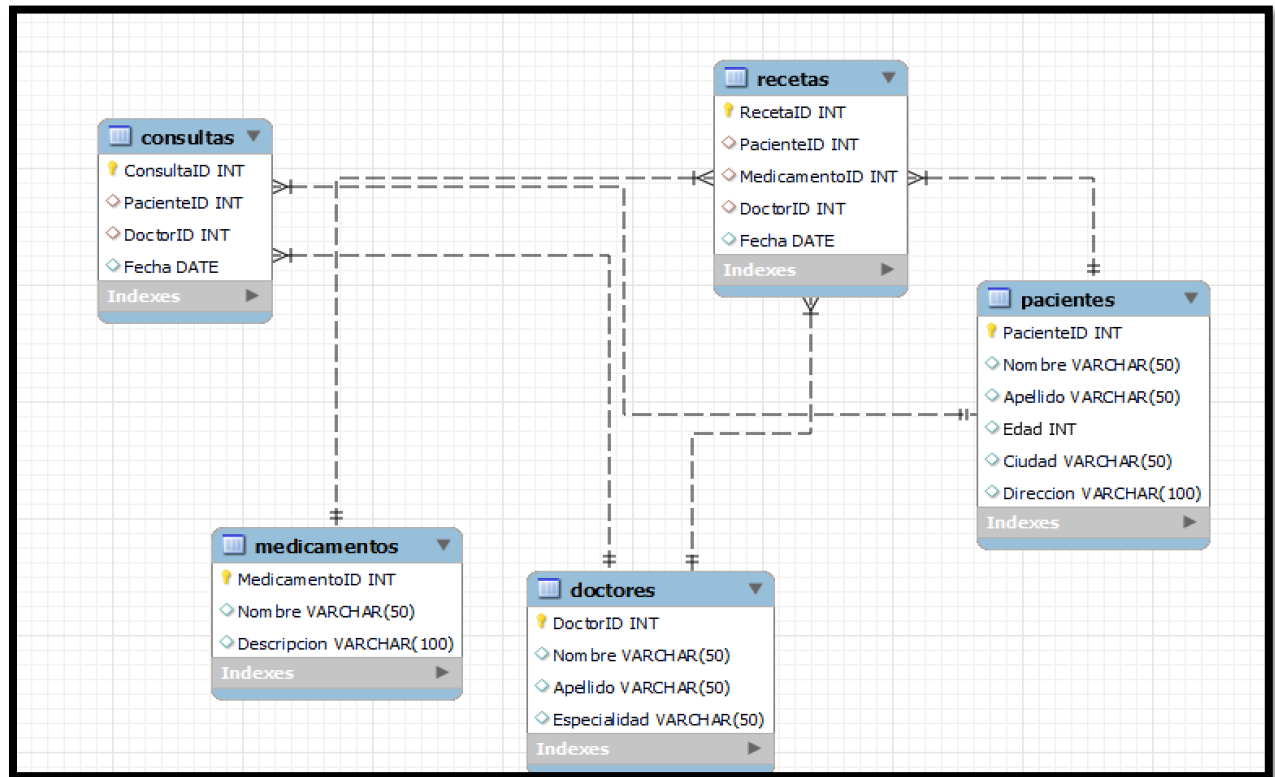 consultas
ConsultaID INT
PacienteID INT
DoctorID INT
Fecha DATE
Indexes
recetas
RecetaID INT
PacienteID INT
MedicamentoID INT
DoctorID INT
Fecha DATE
Indexes
pacientes
PacienteID INT
Nombre VARCHAR(50)
Apellido VARCHAR(50)
Edad INT
Ciudad VARCHAR(50)
Direccion VARCHAR(100)
Indexes
medicamentos
MedicamentoID INT
Nombre VARCHAR(50)
Descripcion VARCHAR(100)
Indexes
doctores
DoctorID INT
Nombre VARCHAR(50)
Apellido VARCHAR(50)
Especialidad VARCHAR(50)
Indexes